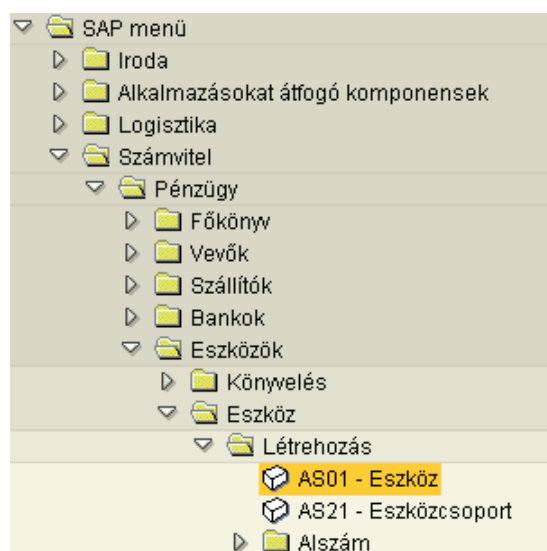 SAP menü
Iroda
Alkalmazásokat átfogó komponensek
Logisztika
Számvitel
Pénzügy
Főkönyv
Vevők
Szállítók
Bankok
Eszközök
Könyvelés
Eszköz
Létrehozás
AS01 - Eszköz
AS21 - Eszközcsoport
Alszám